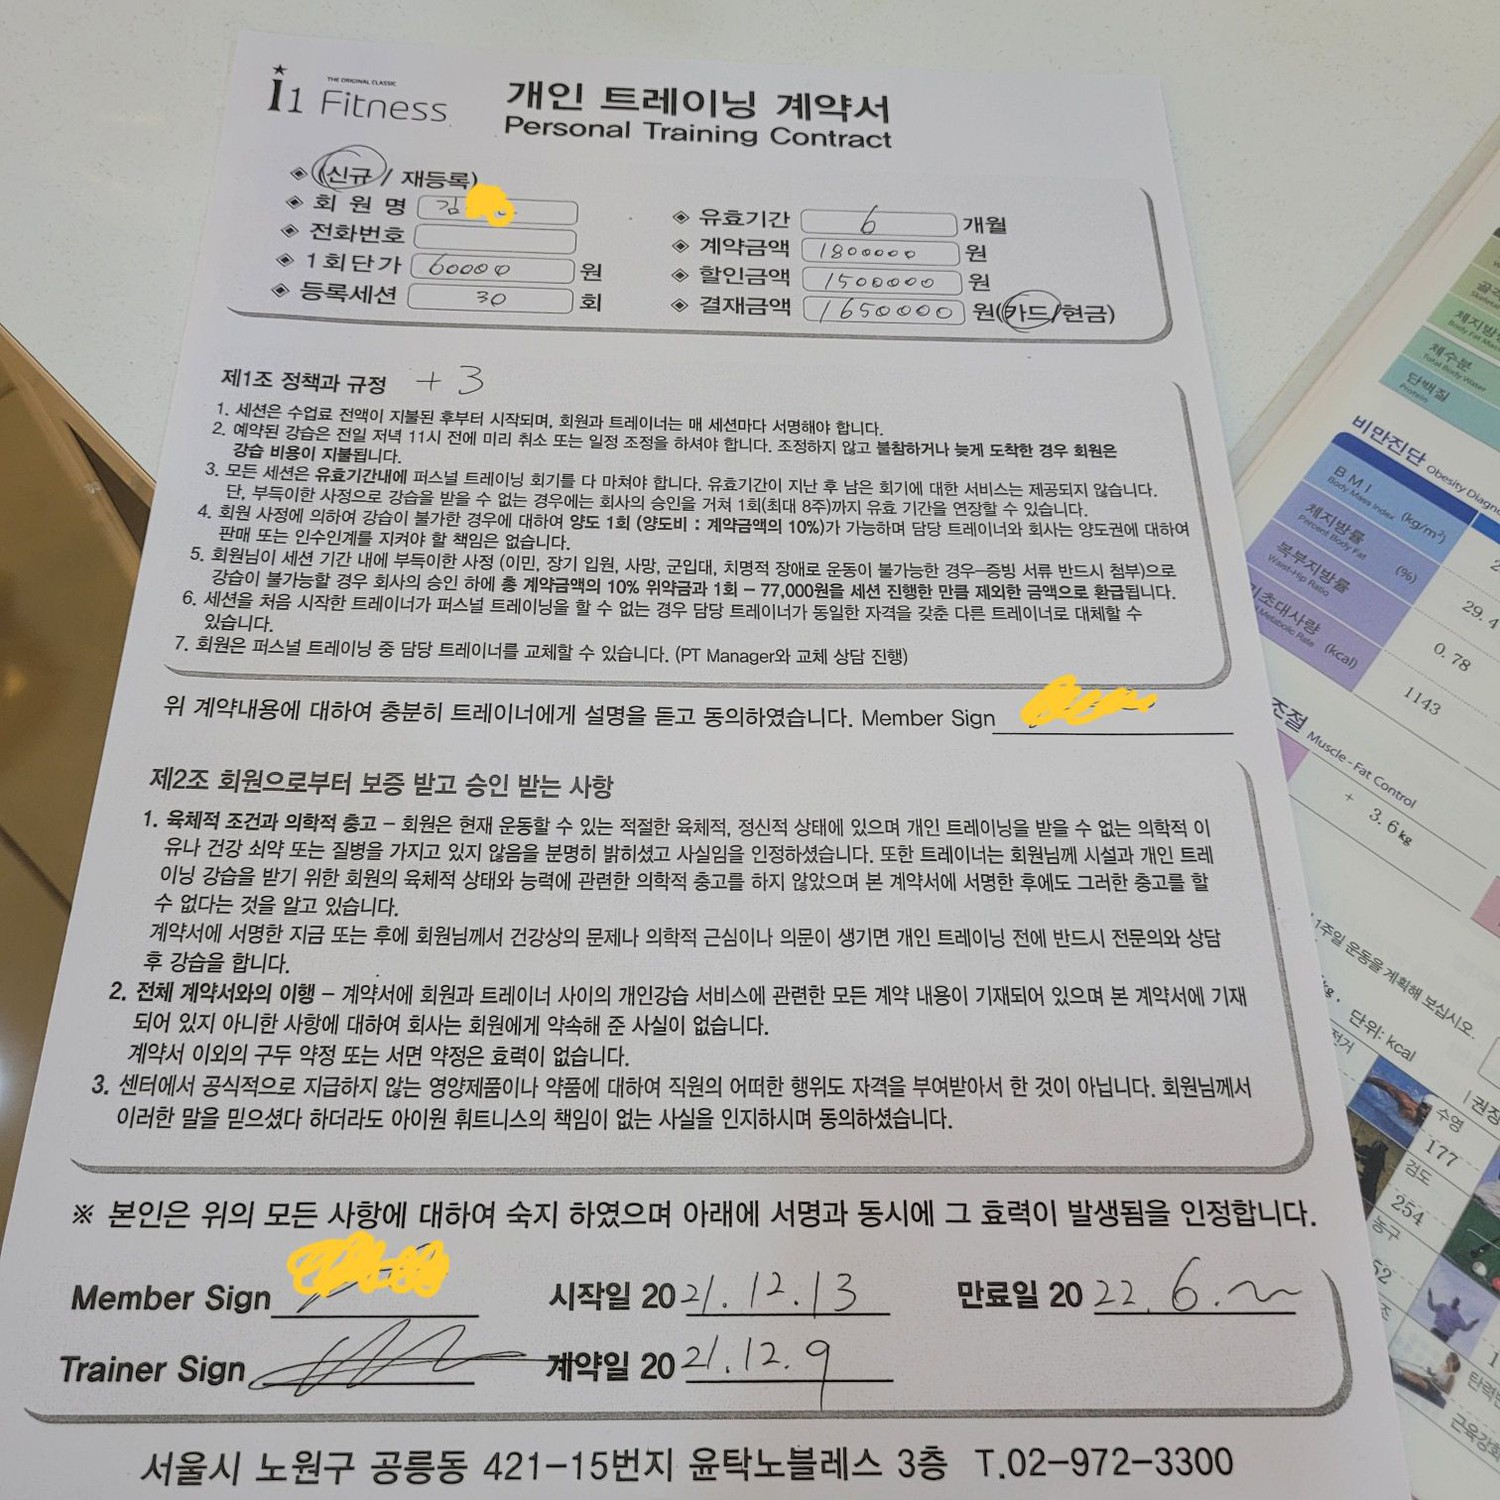 THE ORIGINAL CLASSIC
i1 Fitness
개인 트레이닝 계약서
Personal Training Contract
◈ (신규 / 재등록)
◈ 회 원 명 김
◈ 전화번호
◈ 1회단가 60000 원
◈ 등록세션 30 회
◈ 유효기간 6 개월
◈ 계약금액 1800000 원
◈ 할인금액 1500000 원
◈ 결재금액 1650000 원(카드/현금)
제1조 정책과 규정 +3
1. 세션은 수업료 전액이 지불된 후부터 시작되며, 회원과 트레이너는 매 세션마다 서명해야 합니다.
2. 예약된 강습은 전일 저녁 11시 전에 미리 취소 또는 일정 조정을 하셔야 합니다. 조정하지 않고 불참하거나 늦게 도착한 경우 회원은
강습 비용이 지불됩니다.
3. 모든 세션은 유효기간내에 퍼스널 트레이닝 회기를 다 마쳐야 합니다. 유효기간이 지난 후 남은 회기에 대한 서비스는 제공되지 않습니다.
단, 부득이한 사정으로 강습을 받을 수 없는 경우에는 회사의 승인을 거쳐 1회(최대 8주)까지 유효 기간을 연장할 수 있습니다.
4. 회원 사정에 의하여 강습이 불가한 경우에 대하여 양도 1회 (양도비 : 계약금액의 10%)가 가능하며 담당 트레이너와 회사는 양도권에 대하여
판매 또는 인수인계를 지켜야 할 책임은 없습니다.
5. 회원님이 세션 기간 내에 부득이한 사정 (이민, 장기 입원, 사망, 군입대, 치명적 장애로 운동이 불가능한 경우-증빙 서류 반드시 첨부)으로
강습이 불가능할 경우 회사의 승인 하에 총 계약금액의 10% 위약금과 1회 - 77,000원을 세션 진행한 만큼 제외한 금액으로 환급됩니다.
6. 세션을 처음 시작한 트레이너가 퍼스널 트레이닝을 할 수 없는 경우 담당 트레이너가 동일한 자격을 갖춘 다른 트레이너로 대체할 수
있습니다.
7. 회원은 퍼스널 트레이닝 중 담당 트레이너를 교체할 수 있습니다. (PT Manager와 교체 상담 진행)
위 계약내용에 대하여 충분히 트레이너에게 설명을 듣고 동의하였습니다. Member Sign
제2조 회원으로부터 보증 받고 승인 받는 사항
1. 육체적 조건과 의학적 충고 - 회원은 현재 운동할 수 있는 적절한 육체적, 정신적 상태에 있으며 개인 트레이닝을 받을 수 없는 의학적 이
유나 건강 쇠약 또는 질병을 가지고 있지 않음을 분명히 밝히셨고 사실임을 인정하셨습니다. 또한 트레이너는 회원님께 시설과 개인 트레
이닝 강습을 받기 위한 회원의 육체적 상태와 능력에 관련한 의학적 충고를 하지 않았으며 본 계약서에 서명한 후에도 그러한 충고를 할
수 없다는 것을 알고 있습니다.
계약서에 서명한 지금 또는 후에 회원님께서 건강상의 문제나 의학적 근심이나 의문이 생기면 개인 트레이닝 전에 반드시 전문의와 상담
후 강습을 합니다.
2. 전체 계약서와의 이행 - 계약서에 회원과 트레이너 사이의 개인강습 서비스에 관련한 모든 계약 내용이 기재되어 있으며 본 계약서에 기재
되어 있지 아니한 사항에 대하여 회사는 회원에게 약속해 준 사실이 없습니다.
계약서 이외의 구두 약정 또는 서면 약정은 효력이 없습니다.
3. 센터에서 공식적으로 지급하지 않는 영양제품이나 약품에 대하여 직원의 어떠한 행위도 자격을 부여받아서 한 것이 아닙니다. 회원님께서
이러한 말을 믿으셨다 하더라도 아이원 휘트니스의 책임이 없는 사실을 인지하시며 동의하셨습니다.
※ 본인은 위의 모든 사항에 대하여 숙지 하였으며 아래에 서명과 동시에 그 효력이 발생됨을 인정합니다.
Member Sign 시작일 2021.12.13 만료일 2022.6.
Trainer Sign 계약일 2021.12.9
서울시 노원구 공릉동 421-15번지 윤탁노블레스 3층 T.02-972-3300
체수분
Total Body Water
단백질
Protein
비만진단 Obesity Diagn
B M I (kg/m²)
Body Mass Index
체지방률 (%) 29.4
Percent Body Fat
복부지방률 0.78
Waist-Hip Ratio
기초대사량 (kcal) 1143
Metabolic Rate
조절 Muscle-Fat Control
+ 3.6 kg
1주일 운동을 계획해 보십시오.
kg. 단위: kcal
수영
177
검도
254
농구